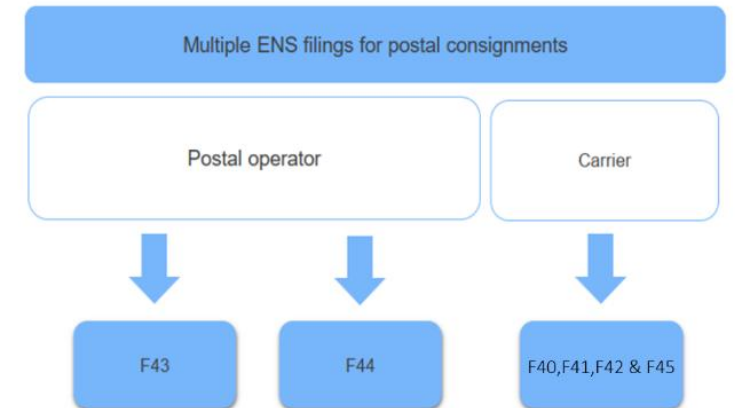 Multiple ENS filings for postal consignments
Postal operator
Carrier
F43
F44
F40,F41,F42 & F45